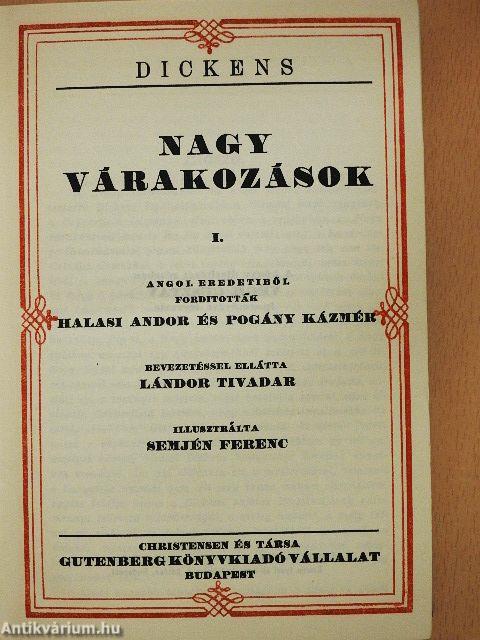 DICKENS
NAGY
VÁRAKOZÁSOK
I.
ANGOL EREDETIBŐL
FORDITOTTÁK
HALASI ANDOR ÉS POGÁNY KÁZMÉR
BEVEZETÉSSEL ELLÁTTA
LÁNDOR TIVADAR
ILLUSZTRÁLTA
SEMJÉN FERENC
CHRISTENSEN ÉS TÁRSA
GUTENBERG KÖNYVKIADÓ VÁLLALAT
BUDAPEST
Antikvárium.hu